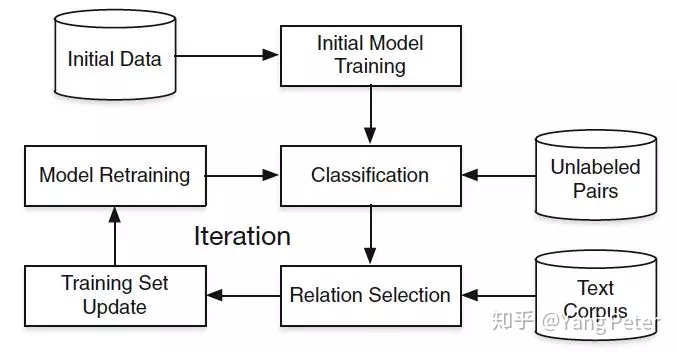 Initial Data
Initial Model
Training
Model Retraining
Classification
Unlabeled
Pairs
Iteration
Training Set
Update
Relation Selection
Text
Corpus
知乎 @Yang Peter